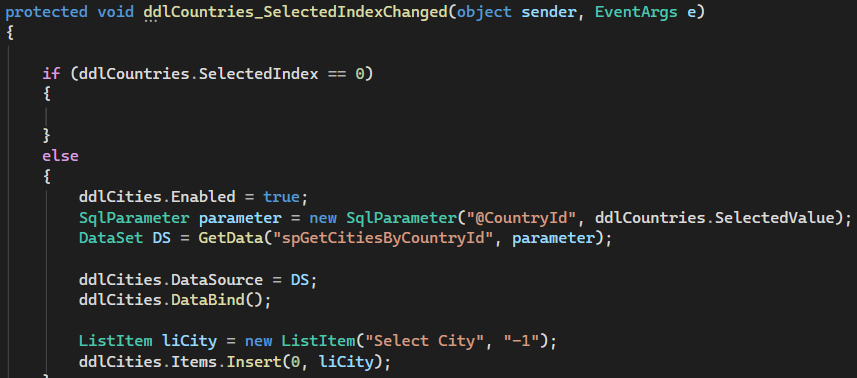 protected void ddlCountries_SelectedIndexChanged(object sender, EventArgs e)
{
if (ddlCountries.SelectedIndex == 0)
{
}
else
{
ddlCities.Enabled = true;
SqlParameter parameter = new SqlParameter("@CountryId", ddlCountries.SelectedValue);
DataSet DS = GetData("spGetCitiesByCountryId", parameter);
ddlCities.DataSource = DS;
ddlCities.DataBind();
ListItem liCity = new ListItem("Select City", "-1");
ddlCities.Items.Insert(0, liCity);